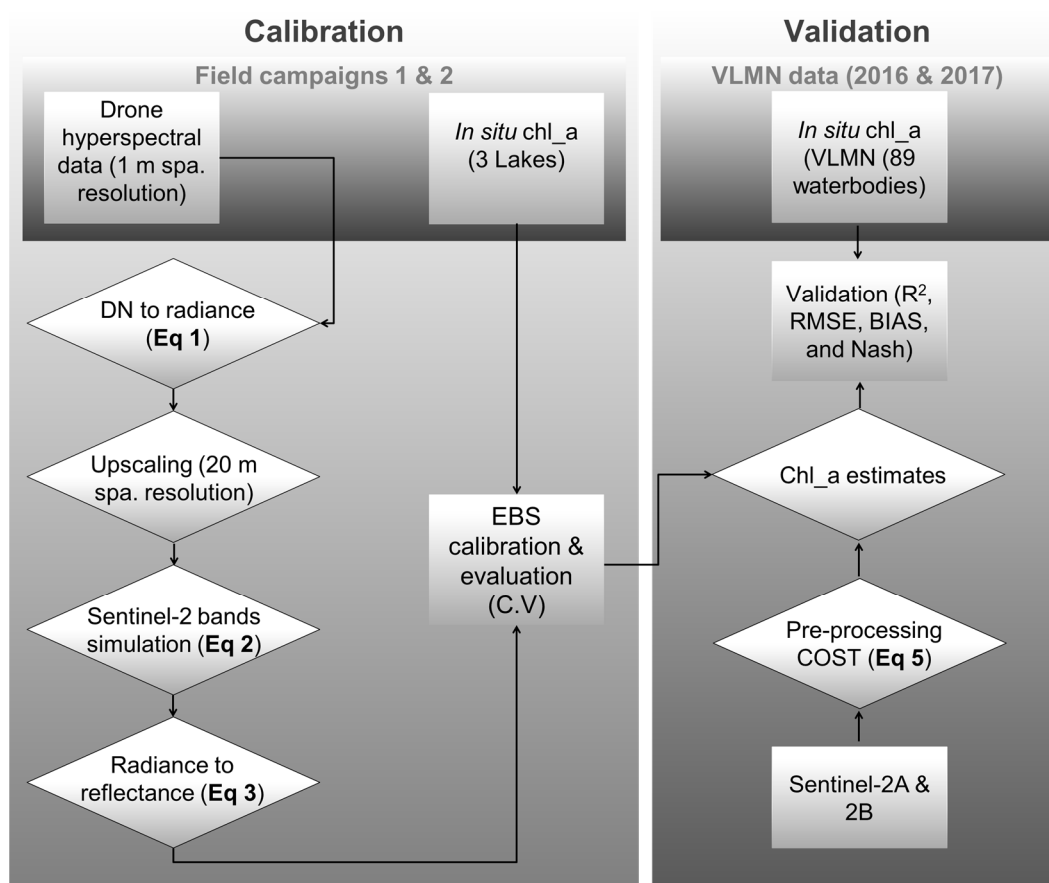 Calibration
Field campaigns 1 & 2
Drone
hyperspectral
data (1 m spa.
resolution)
In situ chl_a
(3 Lakes)
DN to radiance
(Eq 1)
Upscaling (20 m
spa. resolution)
Sentinel-2 bands
simulation (Eq 2)
Radiance to
reflectance (Eq 3)
EBS
calibration &
evaluation
(C.V)
Validation
VLMN data (2016 & 2017)
In situ chl_a
(VLMN (89
waterbodies)
Validation (R²,
RMSE, BIAS,
and Nash)
Chl_a estimates
Pre-processing
COST (Eq 5)
Sentinel-2A &
2B